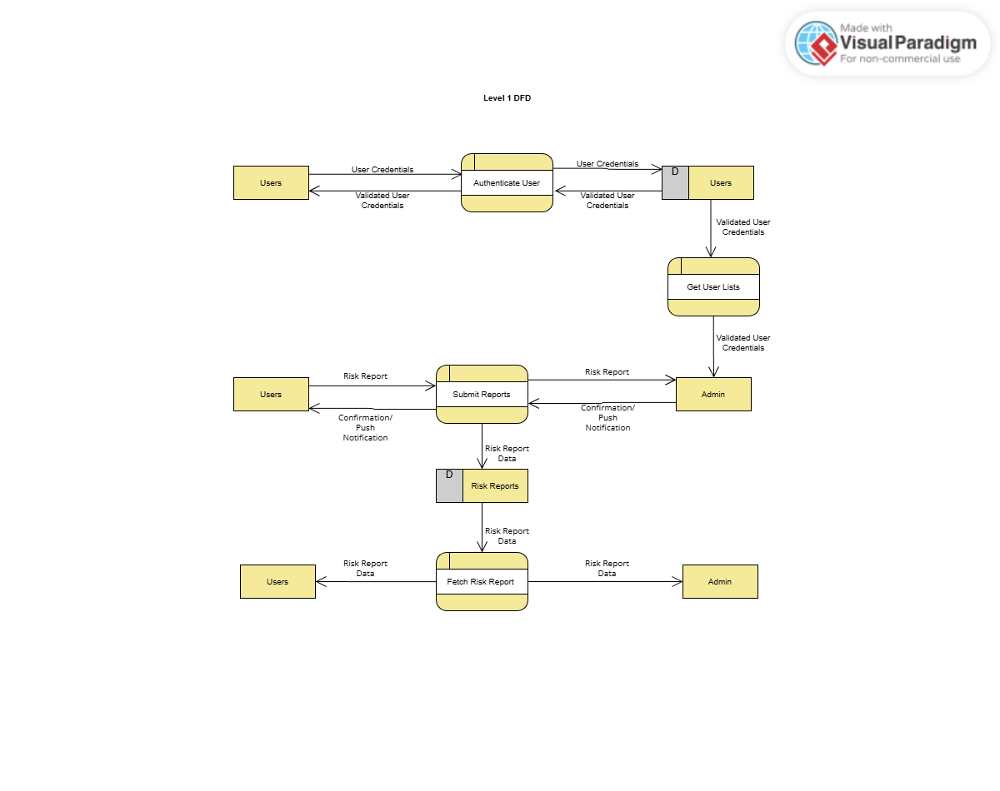 Made with
Visual Paradigm
For non-commercial use
Level 1 DFD
Users
User Credentials
Validated User
Credentials
Authenticate User
User Credentials
Validated User
Credentials
D
Users
Validated User
Credentials
Get User Lists
Validated User
Credentials
Users
Risk Report
Confirmation/
Push
Notification
Submit Reports
Risk Report
Confirmation/
Push
Notification
Admin
Risk Report
Data
D
Risk Reports
Risk Report
Data
Users
Risk Report
Data
Fetch Risk Report
Risk Report
Data
Admin